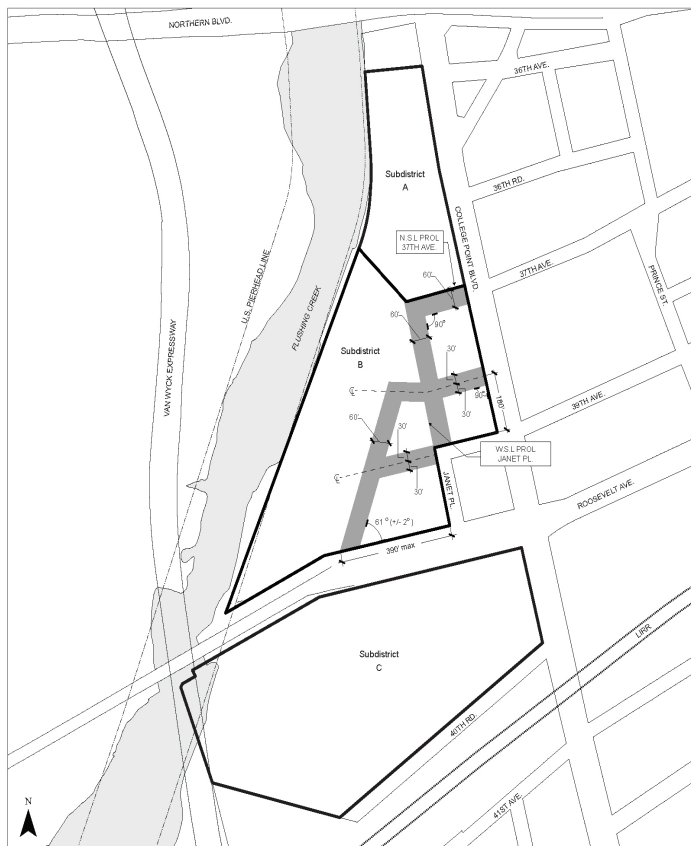 NORTHERN BLVD.
36TH AVE.
Subdistrict
A
36TH RD.
COLLEGE POINT BLVD.
N.S.L PROL
37TH AVE.
37TH AVE.
PRINCE ST.
U.S. PIERHEAD LINE
FLUSHING CREEK
VAN WYCK EXPRESSWAY
60'
60'
90°
Subdistrict
B
30'
30'
90°
180'
39TH AVE.
60'
30'
30'
W.S.L PROL
JANET PL.
JANET PL.
ROOSEVELT AVE.
61° (+/- 2°)
390' max
LIRR
Subdistrict
C
40TH RD.
41ST AVE.
N